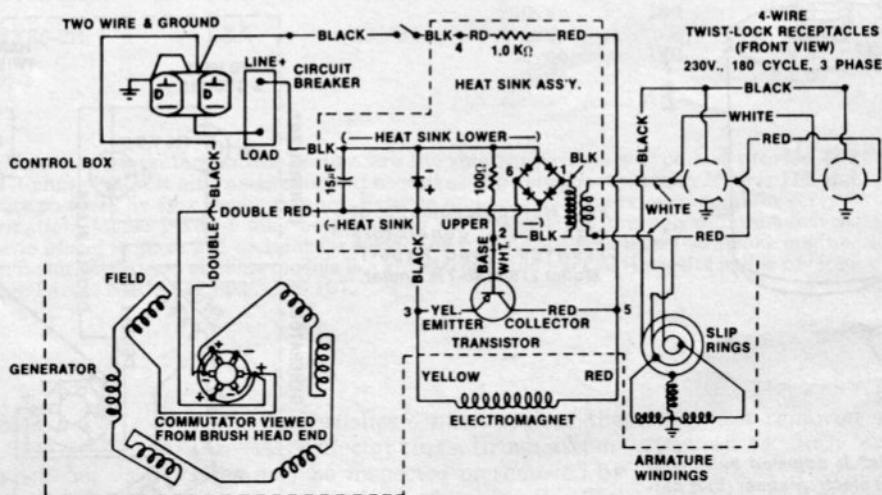 TWO WIRE & GROUND
BLACK
BLK
4
RD
1.0 KΩ
RED
4-WIRE
TWIST-LOCK RECEPTACLES
(FRONT VIEW)
230V., 180 CYCLE, 3 PHASE
LINE+
CIRCUIT
BREAKER
LOAD
HEAT SINK ASS'Y.
BLACK
WHITE
RED
BLACK
CONTROL BOX
BLK
(— HEAT SINK LOWER —)
15μF
100Ω
6
1
BLK
DOUBLE BLACK
DOUBLE RED
(-HEAT SINK UPPER —)
2
BLK
WHITE
RED
BLACK
BASE
WHT.
FIELD
3
YEL.
EMITTER
RED
COLLECTOR
5
TRANSISTOR
SLIP
RINGS
GENERATOR
YELLOW
RED
COMMUTATOR VIEWED
FROM BRUSH HEAD END
ELECTROMAGNET
ARMATURE
WINDINGS